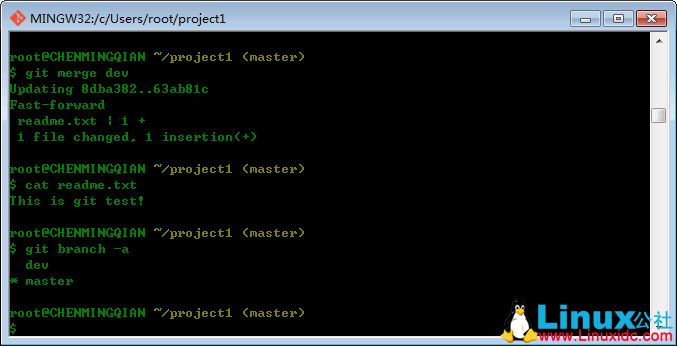 MINGW32:/c/Users/root/project1
root@CHENMINGQIAN ~/project1 (master)
$ git merge dev
Updating 8dba382..63ab81c
Fast-forward
 readme.txt | 1 +
 1 file changed, 1 insertion(+)
root@CHENMINGQIAN ~/project1 (master)
$ cat readme.txt
This is git test!
root@CHENMINGQIAN ~/project1 (master)
$ git branch -a
  dev
* master
root@CHENMINGQIAN ~/project1 (master)
$
Linux公社
www.Linuxidc.com